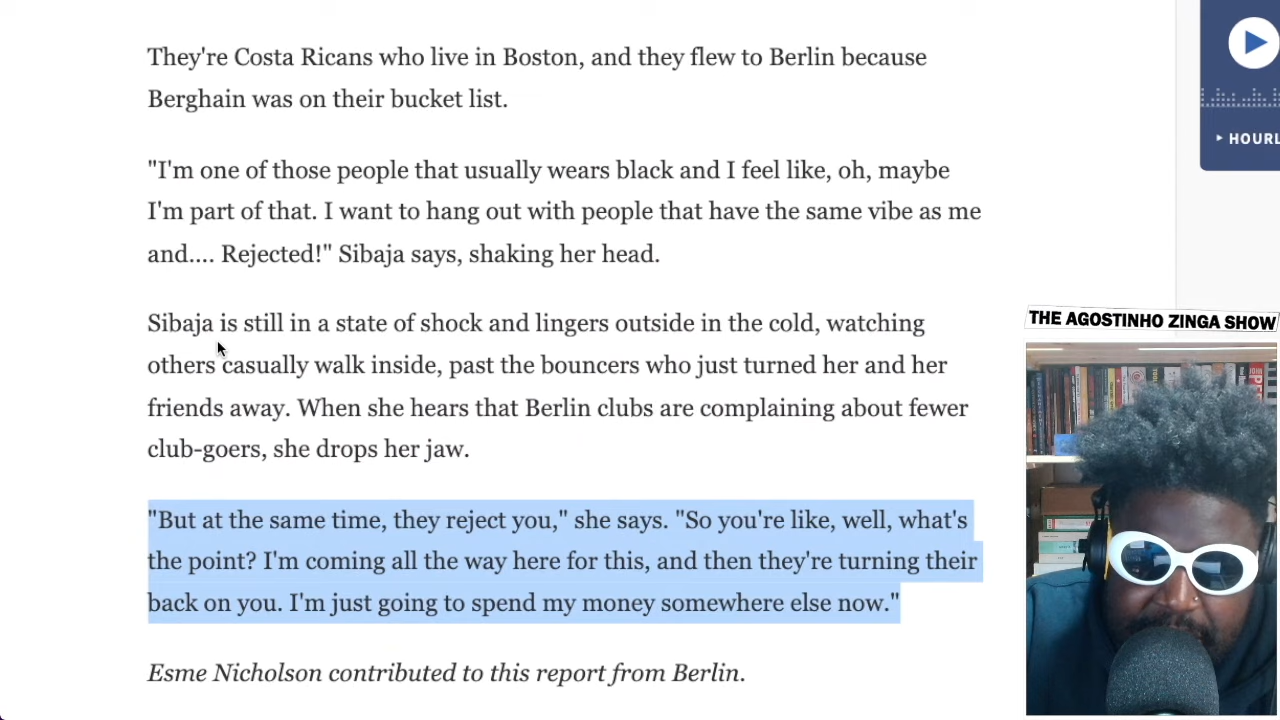 They're Costa Ricans who live in Boston, and they flew to Berlin because
Berghain was on their bucket list.
"I'm one of those people that usually wears black and I feel like, oh, maybe
I'm part of that. I want to hang out with people that have the same vibe as me
and.... Rejected!" Sibaja says, shaking her head.
Sibaja is still in a state of shock and lingers outside in the cold, watching
others casually walk inside, past the bouncers who just turned her and her
friends away. When she hears that Berlin clubs are complaining about fewer
club-goers, she drops her jaw.
"But at the same time, they reject you," she says. "So you're like, well, what's
the point? I'm coming all the way here for this, and then they're turning their
back on you. I'm just going to spend my money somewhere else now."
Esme Nicholson contributed to this report from Berlin.
HOURL
THE AGOSTINHO ZINGA SHOW